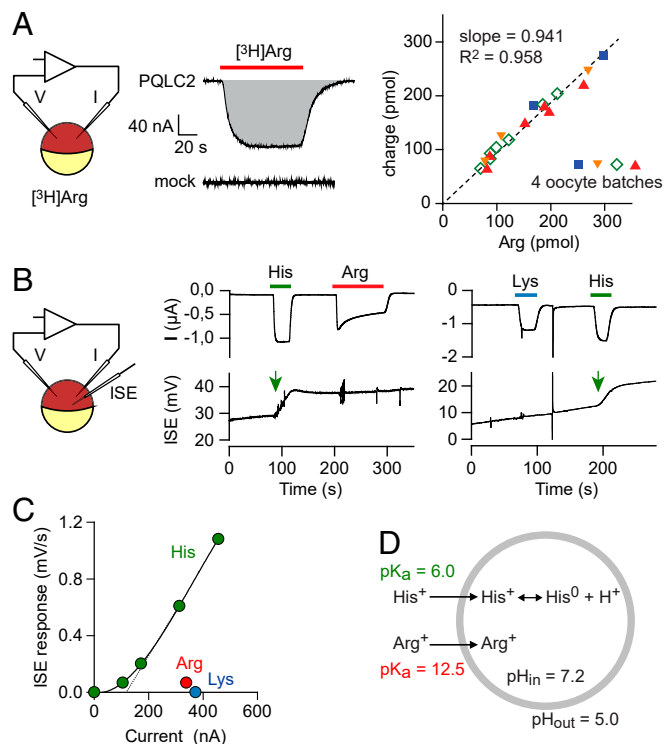 A
V
I
[³H]Arg
[³H]Arg
PQLC2
40 nA
20 s
mock
slope = 0.941
R² = 0.958
charge (pmol)
300
200
100
0
4 oocyte batches
0
100
200
300
Arg (pmol)
B
V
I
ISE
His
Arg
I (µA)
0,0
-0,5
-1,0
ISE (mV)
40
30
20
0
100
200
300
Time (s)
Lys
His
0
-1
-2
20
10
0
0
100
200
Time (s)
C
ISE response (mV/s)
1.2
0.8
0.4
0.0
His
Arg
Lys
0
200
400
600
Current (nA)
D
pKa = 6.0
His⁺ His⁺ His⁰ + H⁺
Arg⁺ Arg⁺
pKa = 12.5
pHin = 7.2
pHout = 5.0